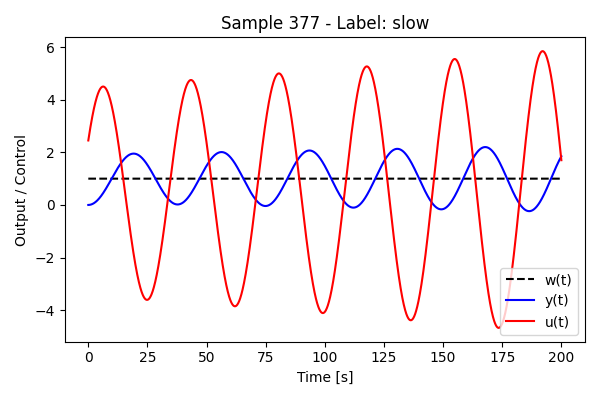 Sample 377 - Label: slow
Output / Control
6
4
2
0
−2
−4
w(t)
y(t)
u(t)
0 25 50 75 100 125 150 175 200
Time [s]